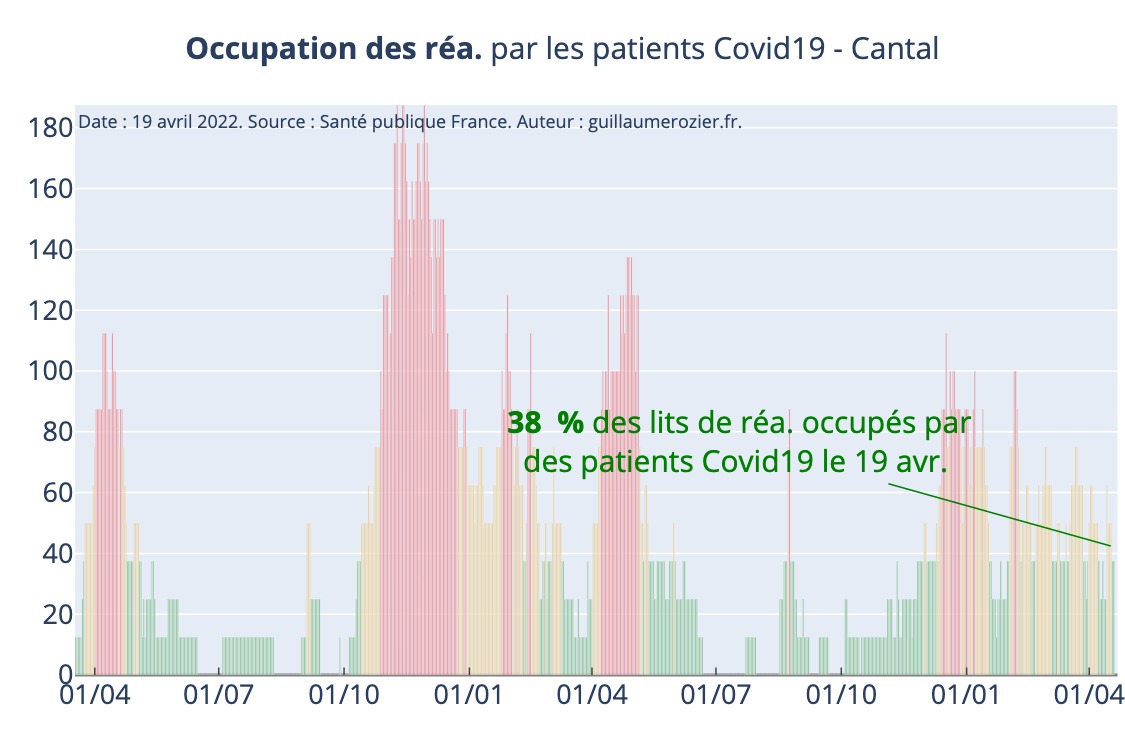 Occupation des réa. par les patients Covid19 - Cantal
Date : 19 avril 2022. Source : Santé publique France. Auteur : guillaumerozier.fr.
180
160
140
120
100
80
60
40
20
0
38 % des lits de réa. occupés par
des patients Covid19 le 19 avr.
01/04 01/07 01/10 01/01 01/04 01/07 01/10 01/01 01/04